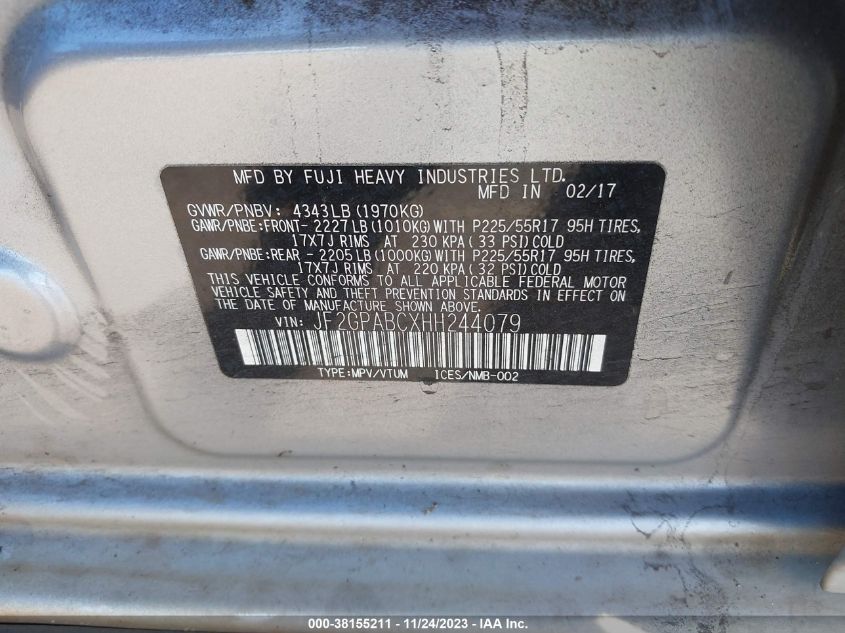 MFD BY FUJI HEAVY INDUSTRIES LTD.
MFD IN 02/17
GVWR/PNBV: 4343LB (1970KG)
GAWR/PNBE:FRONT- 2227LB (1010KG)WITH P225/55R17 95H TIRES,
17X7J RIMS AT 230 KPA (33 PSI)COLD
GAWR/PNBE:REAR - 2205LB (1000KG)WITH P225/55R17 95H TIRES,
17X7J RIMS AT 220 KPA (32 PSI)COLD
THIS VEHICLE CONFORMS TO ALL APPLICABLE FEDERAL MOTOR
VEHICLE SAFETY AND THEFT PREVENTION STANDARDS IN EFFECT ON
THE DATE OF MANUFACTURE SHOWN ABOVE.
VIN: JF2GPABCXHH244079
TYPE:MPV/VTUM ICES/NMB-002
000-38155211 - 11/24/2023 - IAA Inc.